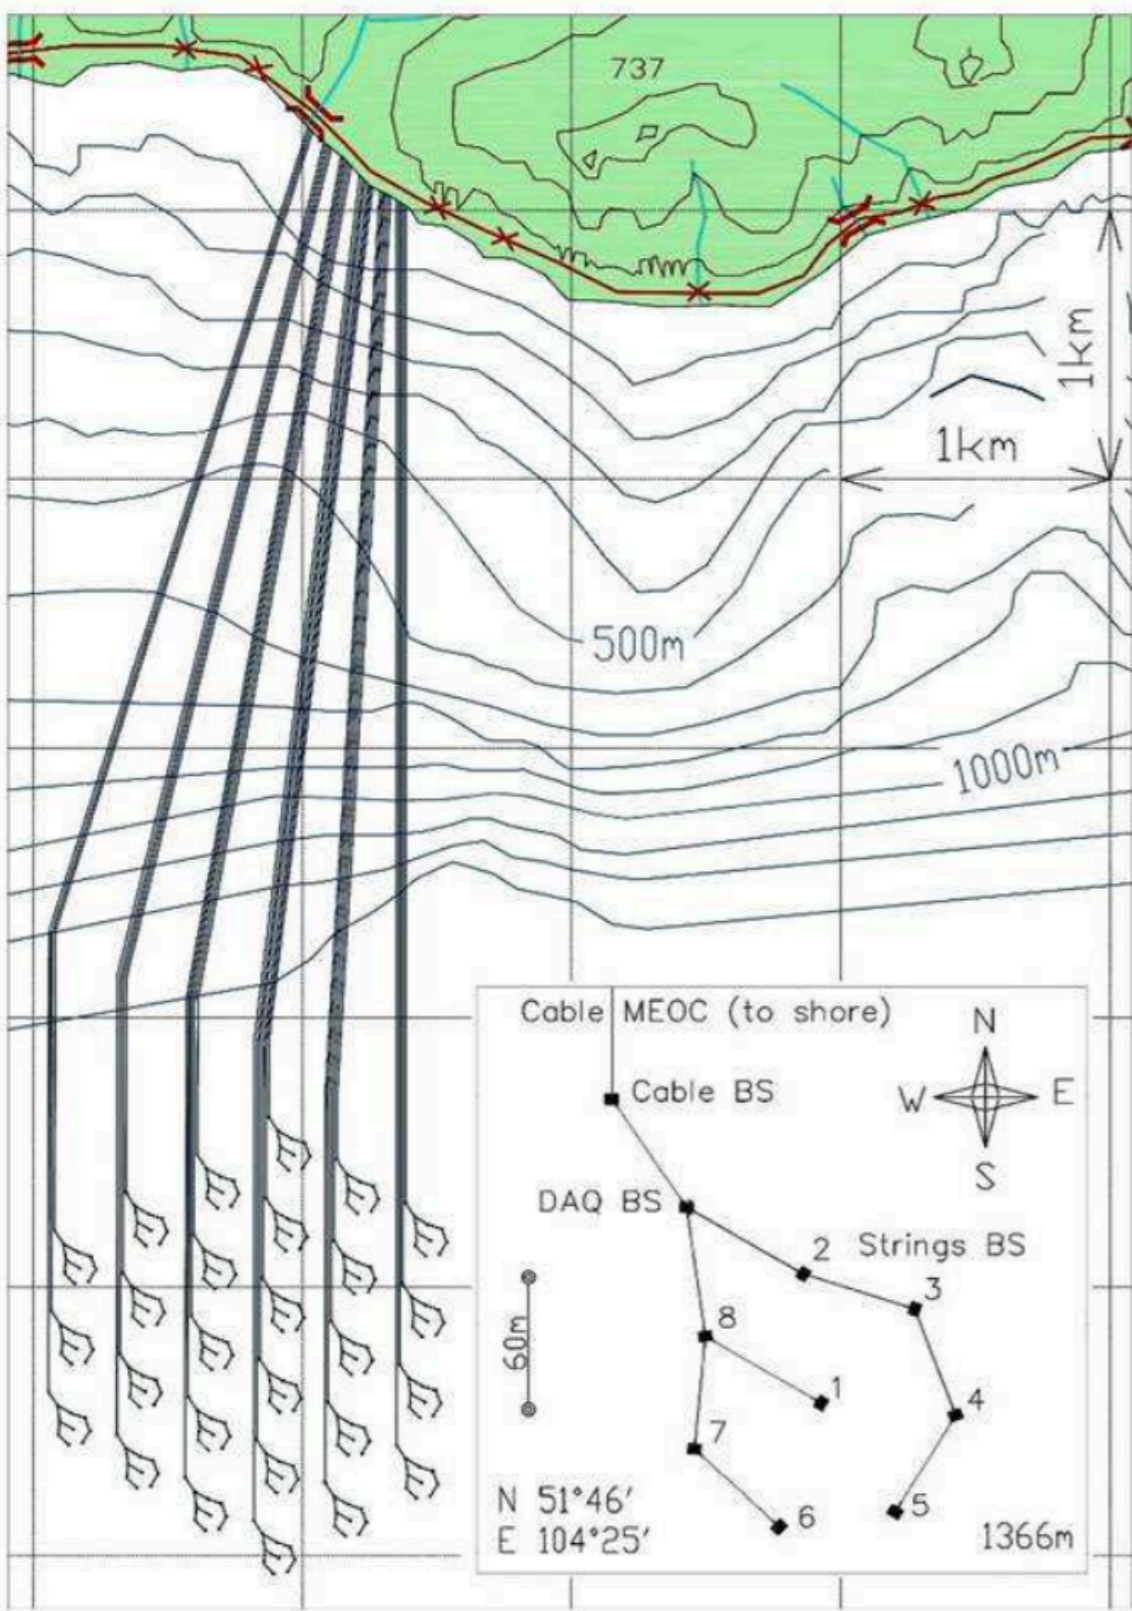 737
1km
1km
500m
1000m
Cable MEOC (to shore)
N
Cable BS
W
E
S
DAQ BS
2
Strings BS
3
8
60m
1
4
7
N 51°46′
5
6
E 104°25′
1366m